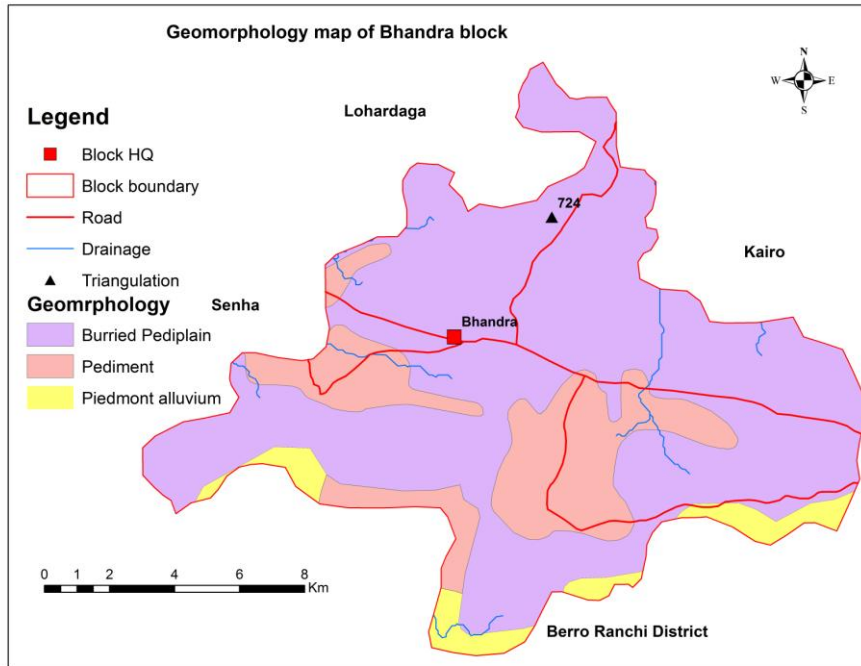 Geomorphology map of Bhandra block
N
W
E
S
Lohardaga
Legend
Block HQ
Block boundary
Road
Drainage
Triangulation
724
Kairo
Senha
Geomrphology
Bhandra
Burried Pediplain
Pediment
Piedmont alluvium
0 1 2 4 6 8
Km
Berro Ranchi District